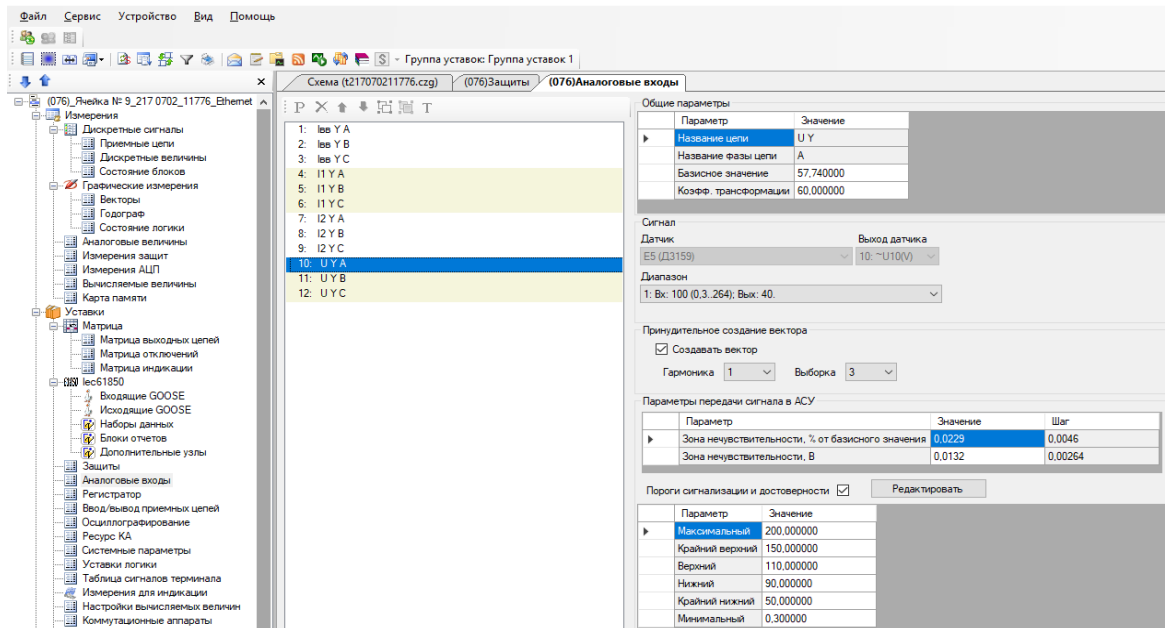 Файл Сервис Устройство Вид Помощь
S - Группа уставок: Группа уставок 1
Схема (t217070211776.czg) (076)Защиты (076)Аналоговые входы
(076)_Ячейка № 9_217 0702_11776_Ethernet
Измерения
Дискретные сигналы
Приемные цепи
Дискретные величины
Состояние блоков
Графические измерения
Векторы
Годограф
Состояние логики
Аналоговые величины
Измерения защит
Измерения АЦП
Вычисляемые величины
Карта памяти
Уставки
Матрица
Матрица выходных цепей
Матрица отключений
Матрица индикации
Iec61850
Входящие GOOSE
Исходящие GOOSE
Наборы данных
Блоки отчетов
Дополнительные узлы
Защиты
Аналоговые входы
Регистратор
Ввод/вывод приемных цепей
Осциллографирование
Ресурс КА
Системные параметры
Уставки логики
Таблица сигналов терминала
Измерения для индикации
Настройки вычисляемых величин
Коммутационные аппараты
P T
1: Iвв Y A
2: Iвв Y B
3: Iвв Y C
4: I1 Y A
5: I1 Y B
6: I1 Y C
7: I2 Y A
8: I2 Y B
9: I2 Y C
10: U Y A
11: U Y B
12: U Y C
Общие параметры
Параметр Значение
Название цепи U Y
Название фазы цепи A
Базисное значение 57,740000
Коэфф. трансформации 60,000000
Сигнал
Датчик Выход датчика
E5 (Д3159) 10: ~U10(V)
Диапазон
1: Вх: 100 (0,3..264); Вых: 40.
Принудительное создание вектора
Создавать вектор
Гармоника 1 Выборка 3
Параметры передачи сигнала в АСУ
Параметр Значение Шаг
Зона нечувствительности, % от базисного значения 0,0229 0,0046
Зона нечувствительности, В 0,0132 0,00264
Пороги сигнализации и достоверности Редактировать
Параметр Значение
Максимальный 200,000000
Крайний верхний 150,000000
Верхний 110,000000
Нижний 90,000000
Крайний нижний 50,000000
Минимальный 0,300000